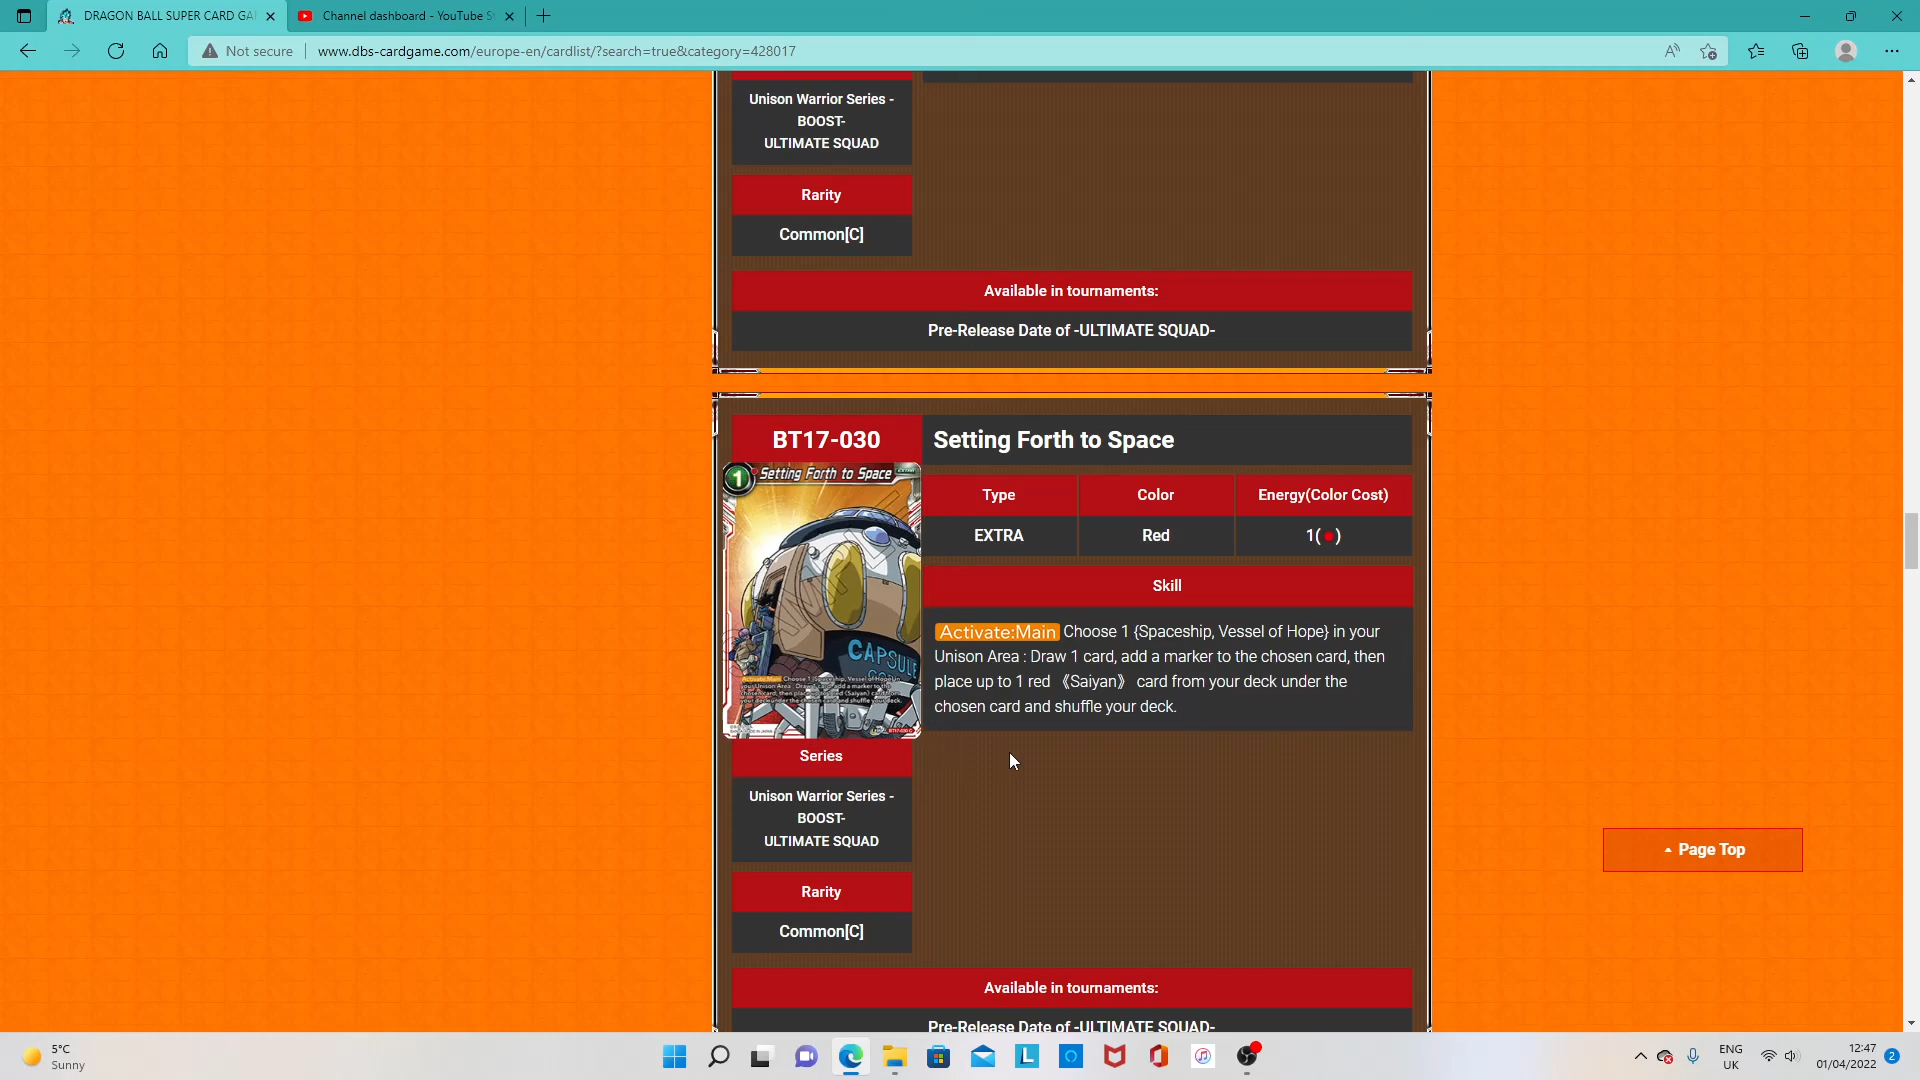 DRAGON BALL SUPER CARD GA
Channel dashboard - YouTube S
Not secure
www.dbs-cardgame.com/europe-en/cardlist/?search=true&category=428017
Unison Warrior Series -
BOOST-
ULTIMATE SQUAD
Rarity
Common[C]
Available in tournaments:
Pre-Release Date of -ULTIMATE SQUAD-
BT17-030
Setting Forth to Space
1
Setting Forth to Space
Type
Color
Energy(Color Cost)
EXTRA
Red
1( )
Skill
Activate:Main Choose 1 {Spaceship, Vessel of Hope} in your
Unison Area : Draw 1 card, add a marker to the chosen card, then
place up to 1 red 《Saiyan》 card from your deck under the
chosen card and shuffle your deck.
CAPSULE
Series
Unison Warrior Series -
BOOST-
ULTIMATE SQUAD
Rarity
Common[C]
Available in tournaments:
Pre-Release Date of -ULTIMATE SQUAD-
Page Top
5°C
Sunny
ENG
UK
12:47
01/04/2022
2